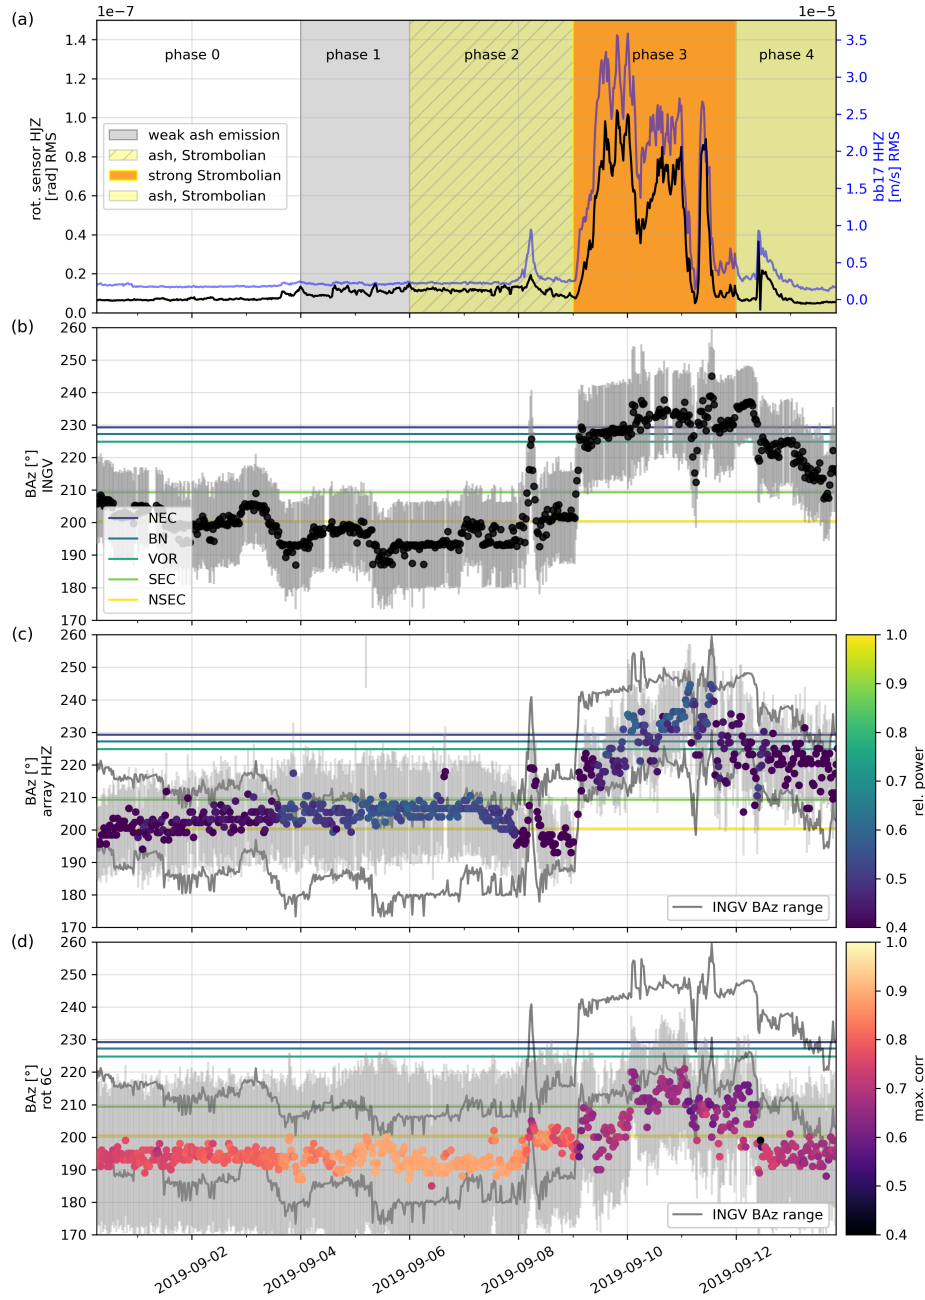 (a)
1e−7
1e−5
phase 0
phase 1
phase 2
phase 3
phase 4
1.4
1.2
1.0
0.8
0.6
0.4
0.2
0.0
rot. sensor HJZ
[rad] RMS
weak ash emission
ash, Strombolian
strong Strombolian
ash, Strombolian
3.5
3.0
2.5
2.0
1.5
1.0
0.5
0.0
bb17 HHZ
[m/s] RMS
(b)
260
250
240
230
220
210
200
190
180
170
BAz [°]
INGV
NEC
BN
VOR
SEC
NSEC
(c)
260
250
240
230
220
210
200
190
180
170
BAz [°]
array HHZ
INGV BAz range
1.0
0.9
0.8
0.7
0.6
0.5
0.4
rel. power
(d)
260
250
240
230
220
210
200
190
180
170
BAz [°]
rot 6C
INGV BAz range
1.0
0.9
0.8
0.7
0.6
0.5
0.4
max. corr
2019-09-02
2019-09-04
2019-09-06
2019-09-08
2019-09-10
2019-09-12